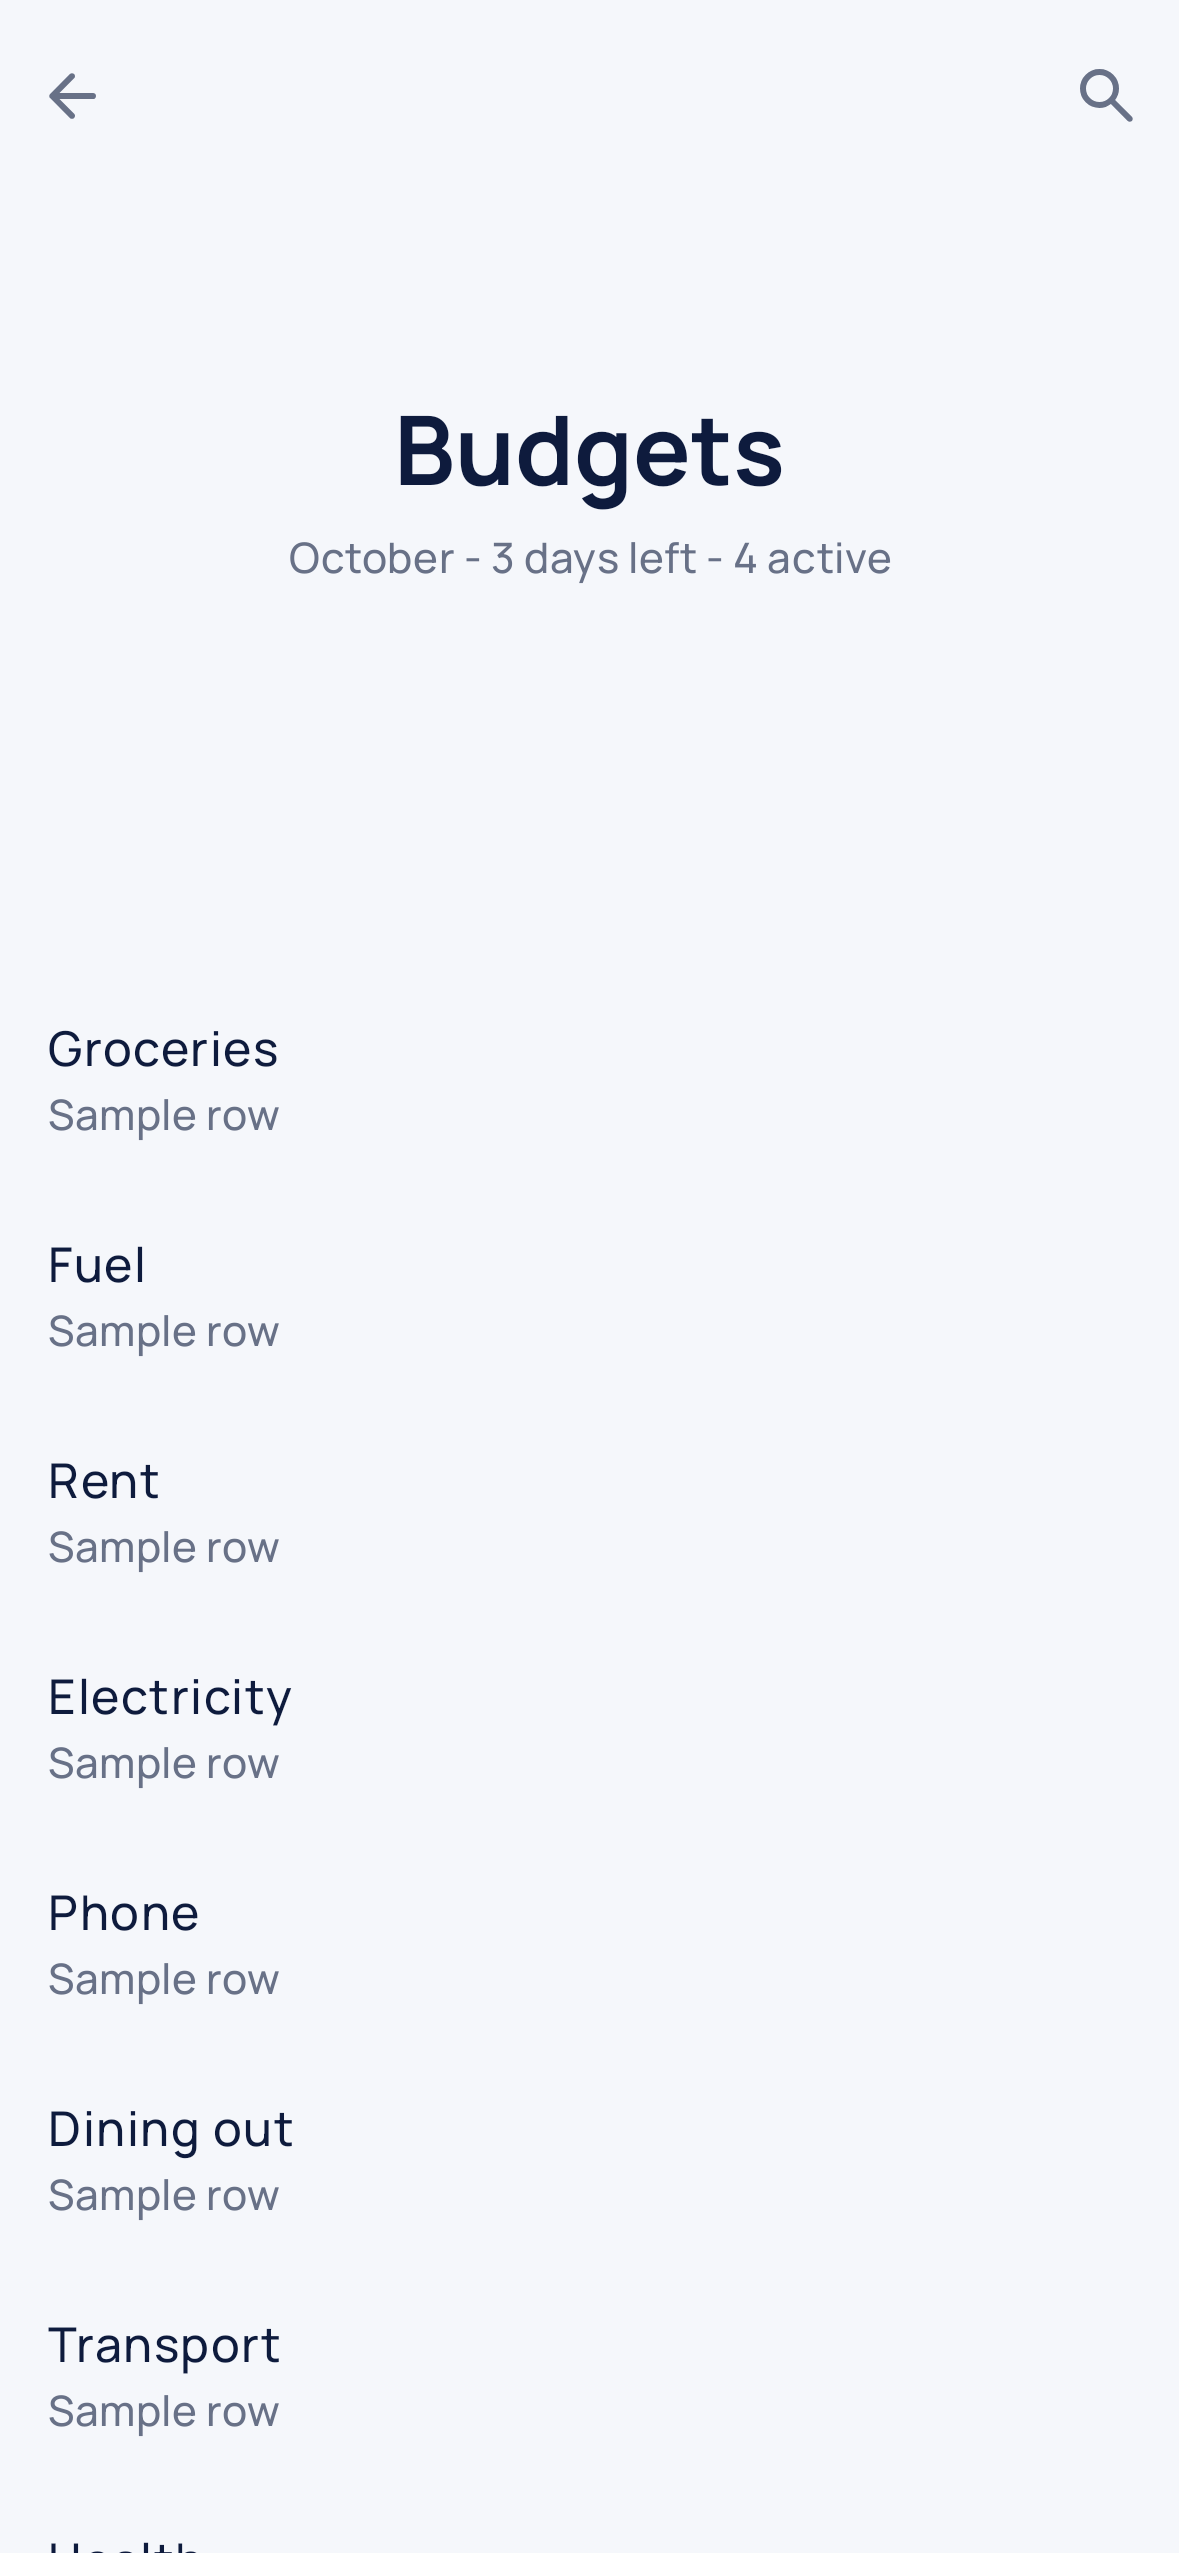 Budgets
October - 3 days left - 4 active
Groceries
Sample row
Fuel
Sample row
Rent
Sample row
Electricity
Sample row
Phone
Sample row
Dining out
Sample row
Transport
Sample row
Health